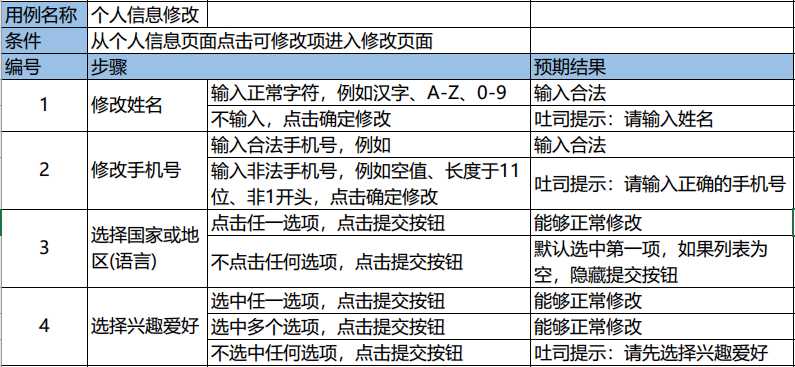 用例名称 个人信息修改
条件 从个人信息页面点击可修改项进入修改页面
编号 步骤 预期结果
1 修改姓名 输入正常字符，例如汉字、A-Z、0-9 输入合法
不输入，点击确定修改 吐司提示：请输入姓名
2 修改手机号 输入合法手机号，例如 输入合法
输入非法手机号，例如空值、长度于11
位、非1开头，点击确定修改 吐司提示：请输入正确的手机号
3 选择国家或地
区(语言) 点击任一选项，点击提交按钮 能够正常修改
不点击任何选项，点击提交按钮 默认选中第一项，如果列表为
空，隐藏提交按钮
4 选择兴趣爱好 选中任一选项，点击提交按钮 能够正常修改
选中多个选项，点击提交按钮 能够正常修改
不选中任何选项，点击提交按钮 吐司提示：请先选择兴趣爱好